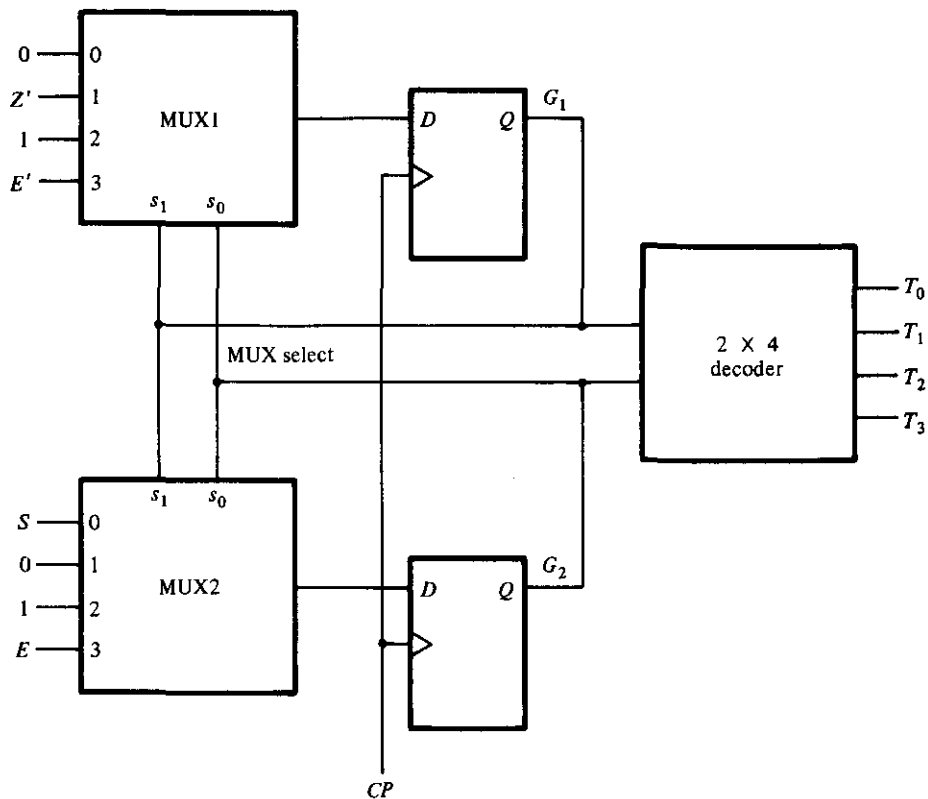 0 0
Z' 1
MUX1
1 2
E' 3
s₁ s₀
D Q
G₁
MUX select
2 × 4
decoder
T₀
T₁
T₂
T₃
s₁ s₀
S 0
0 1
MUX2
1 2
E 3
D Q
G₂
CP